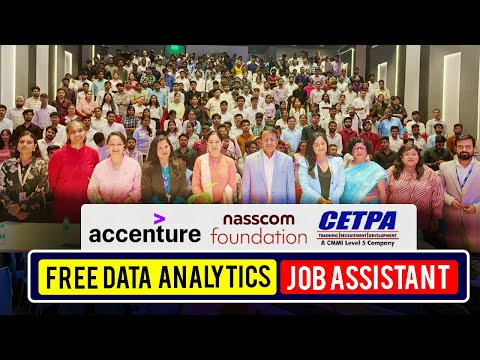 >
accenture
nasscom
foundation
CETPA
TRAINING|RECRUITMENT|DEVELOPMENT
A CMMI Level 5 Company
FREE DATA ANALYTICS
JOB ASSISTANT